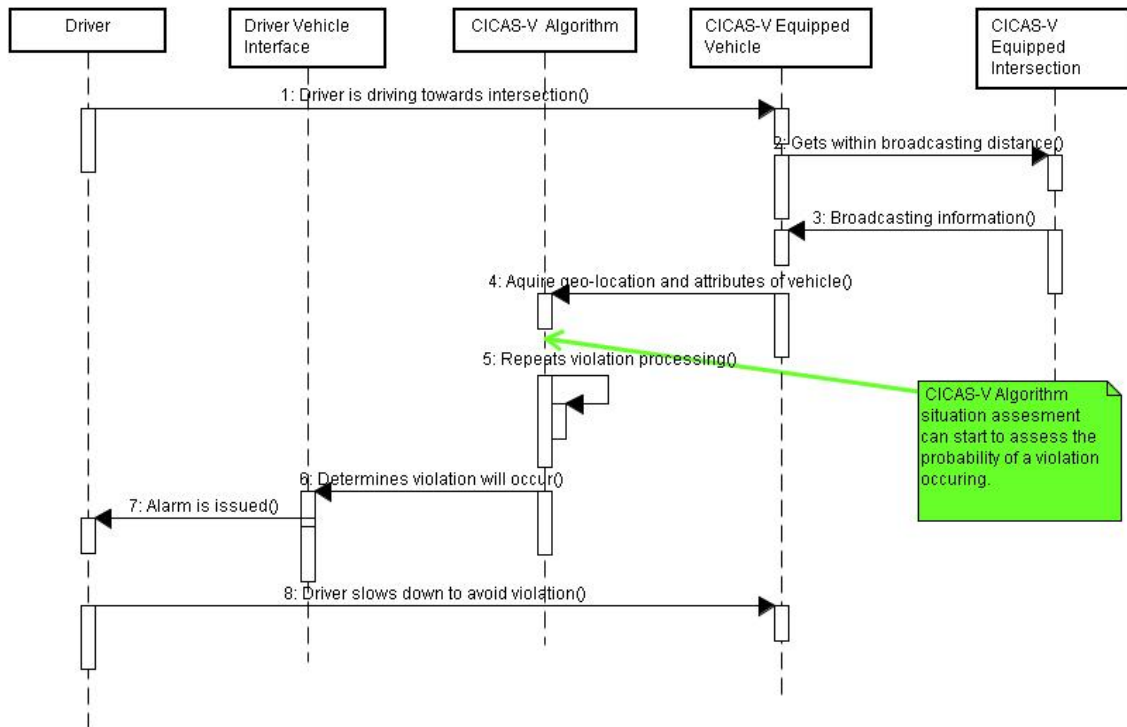 Driver
Driver Vehicle
Interface
CICAS-V Algorithm
CICAS-V Equipped
Vehicle
CICAS-V
Equipped
Intersection
1: Driver is driving towards intersection()
2: Gets within broadcasting distance()
3: Broadcasting information()
4: Aquire geo-location and attributes of vehicle()
5: Repeats violation processing()
CICAS-V Algorithm
situation assesment
can start to assess the
probability of a violation
occuring.
6: Determines violation will occur()
7: Alarm is issued()
8: Driver slows down to avoid violation()